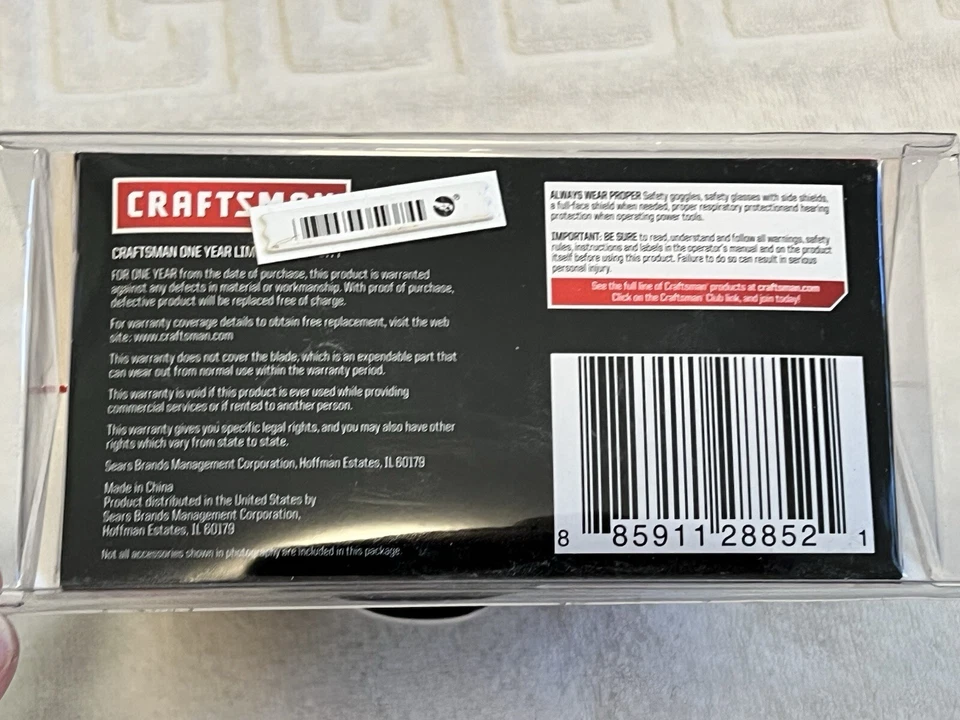 CRAFTSMAN
CRAFTSMAN ONE YEAR
FOR ONE YEAR from the date of purchase, this product is warranted
against any defects in material or workmanship. With proof of purchase,
defective product will be replaced free of charge.
For warranty coverage details to obtain free replacement, visit the web
site: www.craftsman.com
This warranty does not cover the blade, which is an expendable part that
can wear out from normal use within the warranty period.
This warranty is void if this product is ever used while providing
commercial services or if rented to another person.
This warranty gives you specific legal rights, and you may also have other
rights which vary from state to state.
Sears Brands Management Corporation, Hoffman Estates, IL 60179
Made in China
Product distributed in the United States by
Sears Brands Management Corporation,
Hoffman Estates, IL 60179
Not all accessories shown in photography are included in this package.
ALWAYS WEAR PROPER Safety goggles, safety glasses with side shields,
a full-face shield when needed, proper respiratory protectionand hearing
protection when operating power tools.
IMPORTANT: BE SURE to read, understand and follow all warnings, safety
rules, instructions and labels in the operator's manual and on the product
itself before using this product. Failure to do so can result in serious
personal injury.
See the full line of Craftsman® products at craftsman.com
Click on the Craftsman® Club link, and join today!
8 85911 28852 1